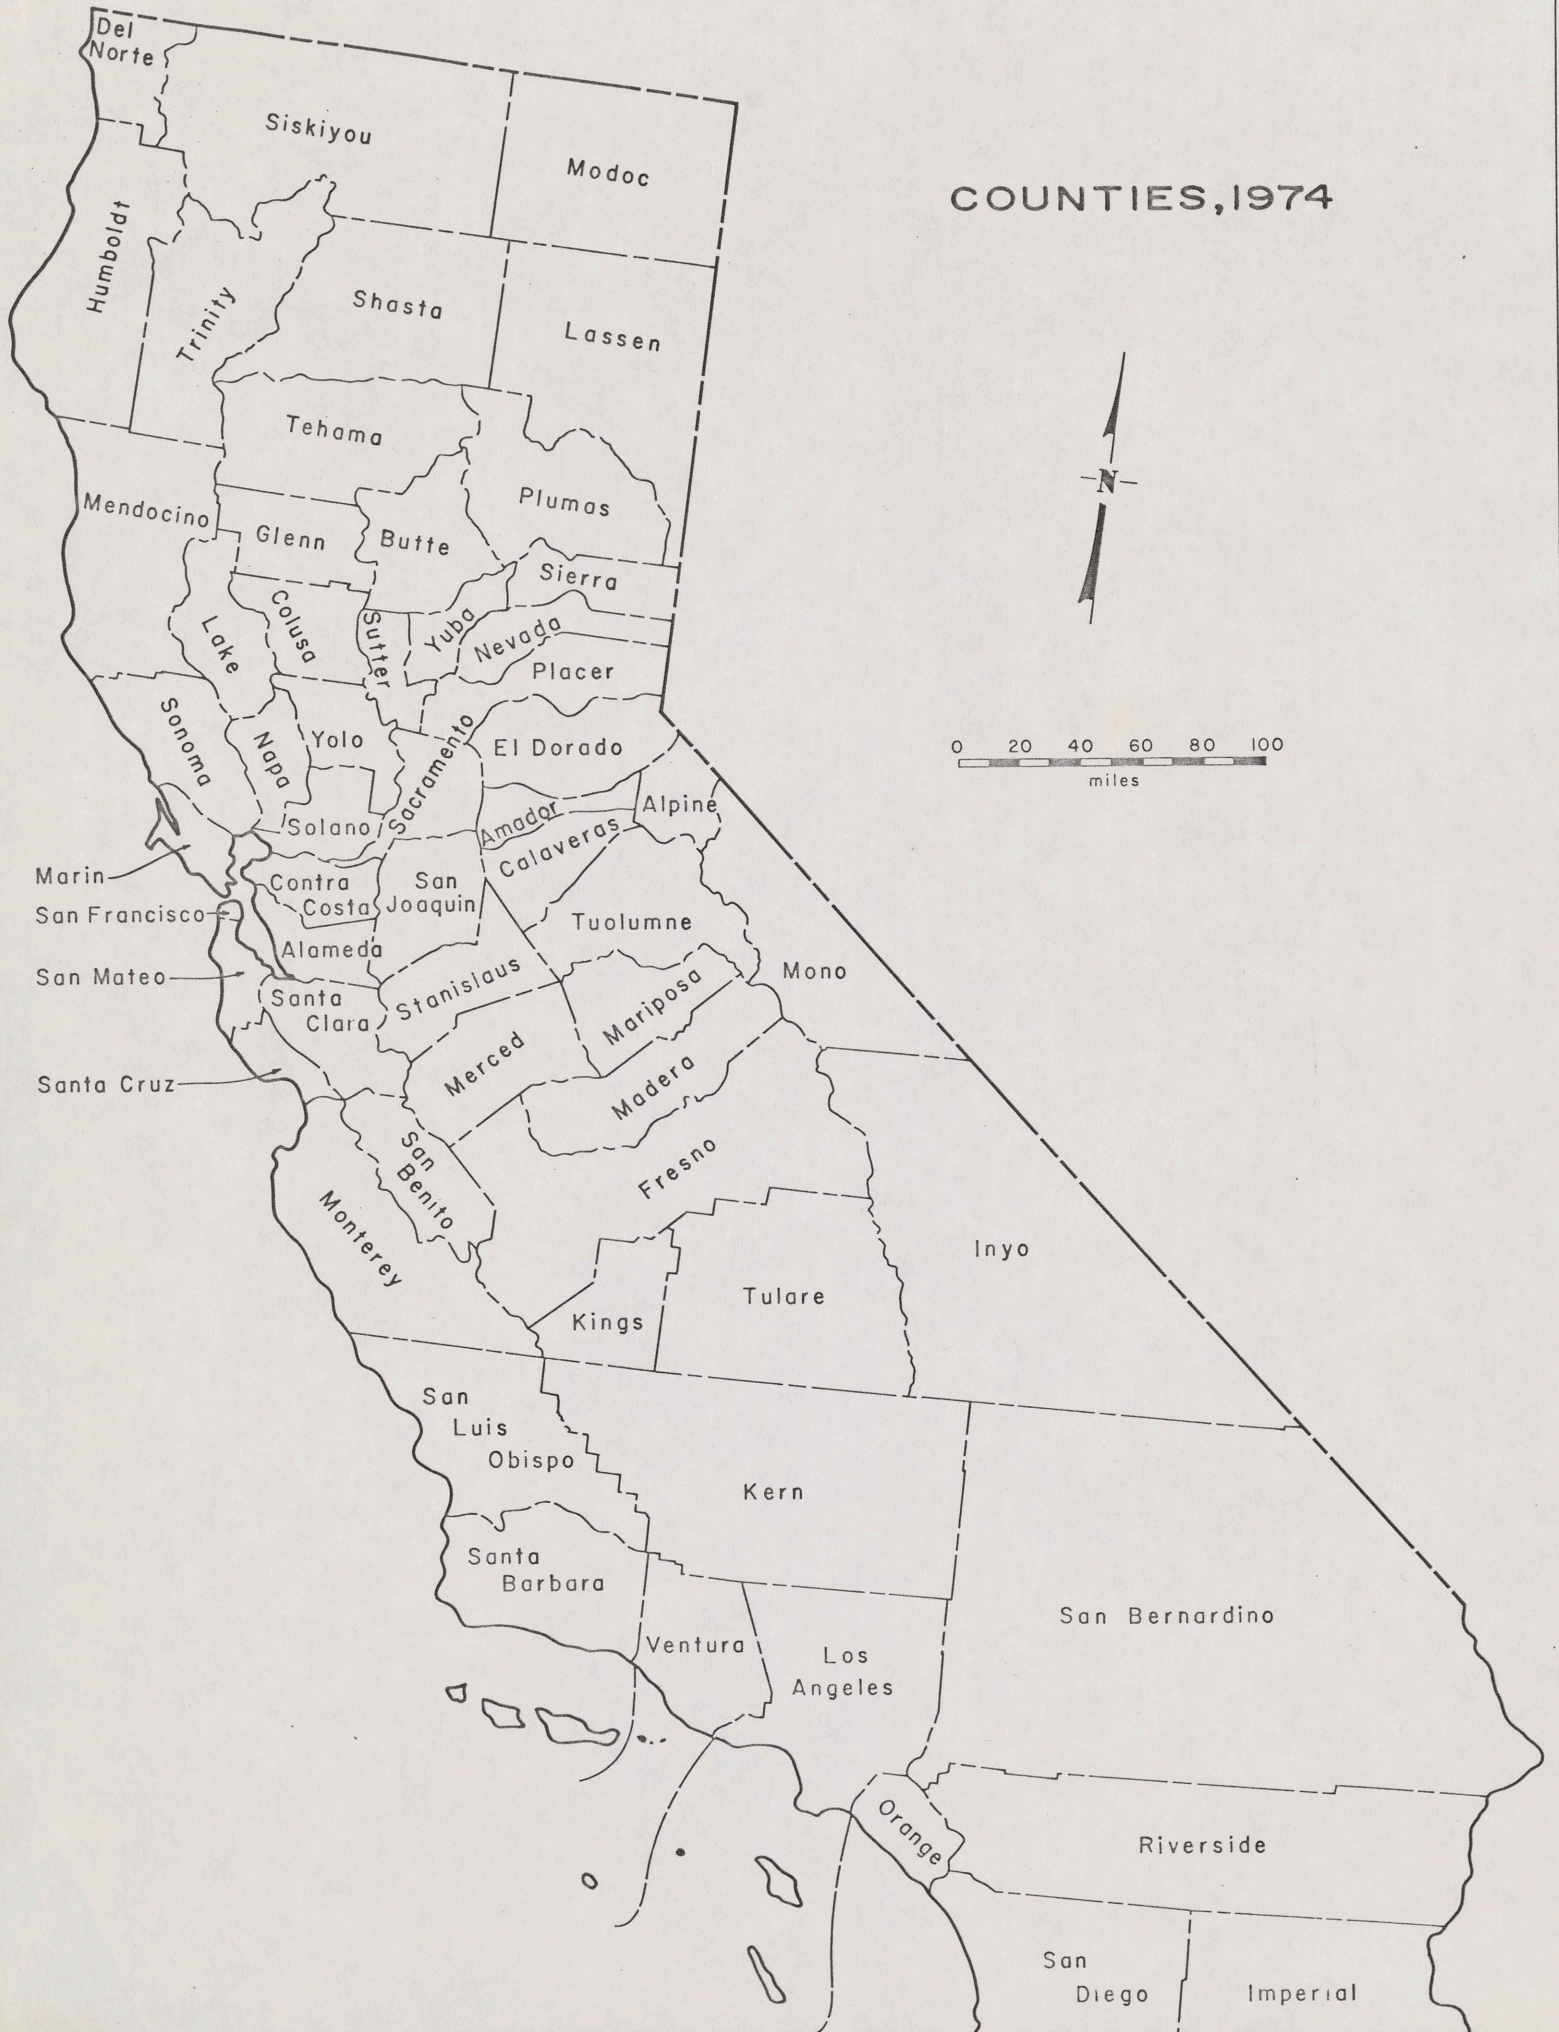 Del
Norte
Siskiyou
Modoc
COUNTIES, 1974
Humboldt
Trinity
Shasta
Lassen
Tehama
Plumas
N
Mendocino
Glenn
Butte
Sierra
Lake
Colusa
Sutter
Yuba
Nevada
Placer
Sonoma
Napa
Yolo
Sacramento
El Dorado
0 20 40 60 80 100
miles
Solano
Amador
Alpine
Calaveras
Marin
Contra
Costa
San
Joaquin
San Francisco
Tuolumne
Alameda
San Mateo
Mono
Santa
Clara
Stanislaus
Mariposa
Merced
Madera
Santa Cruz
San
Benito
Fresno
Monterey
Inyo
Tulare
Kings
San
Luis
Obispo
Kern
Santa
Barbara
Ventura
Los
Angeles
San Bernardino
Orange
Riverside
San
Diego
Imperial